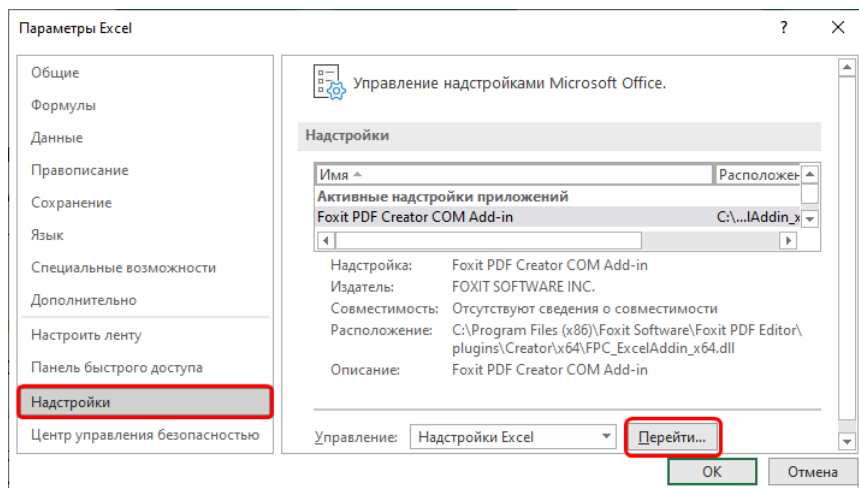 Параметры Excel
?
Общие
Формулы
Данные
Правописание
Сохранение
Язык
Специальные возможности
Дополнительно
Настроить ленту
Панель быстрого доступа
Надстройки
Центр управления безопасностью
Управление надстройками Microsoft Office.
Надстройки
Имя Расположен
Активные надстройки приложений
Foxit PDF Creator COM Add-in C:\...lAddin_x
Надстройка: Foxit PDF Creator COM Add-in
Издатель: FOXIT SOFTWARE INC.
Совместимость: Отсутствуют сведения о совместимости
Расположение: C:\Program Files (x86)\Foxit Software\Foxit PDF Editor\
plugins\Creator\x64\FPC_ExcelAddin_x64.dll
Описание: Foxit PDF Creator COM Add-in
Управление: Надстройки Excel Перейти...
ОК Отмена